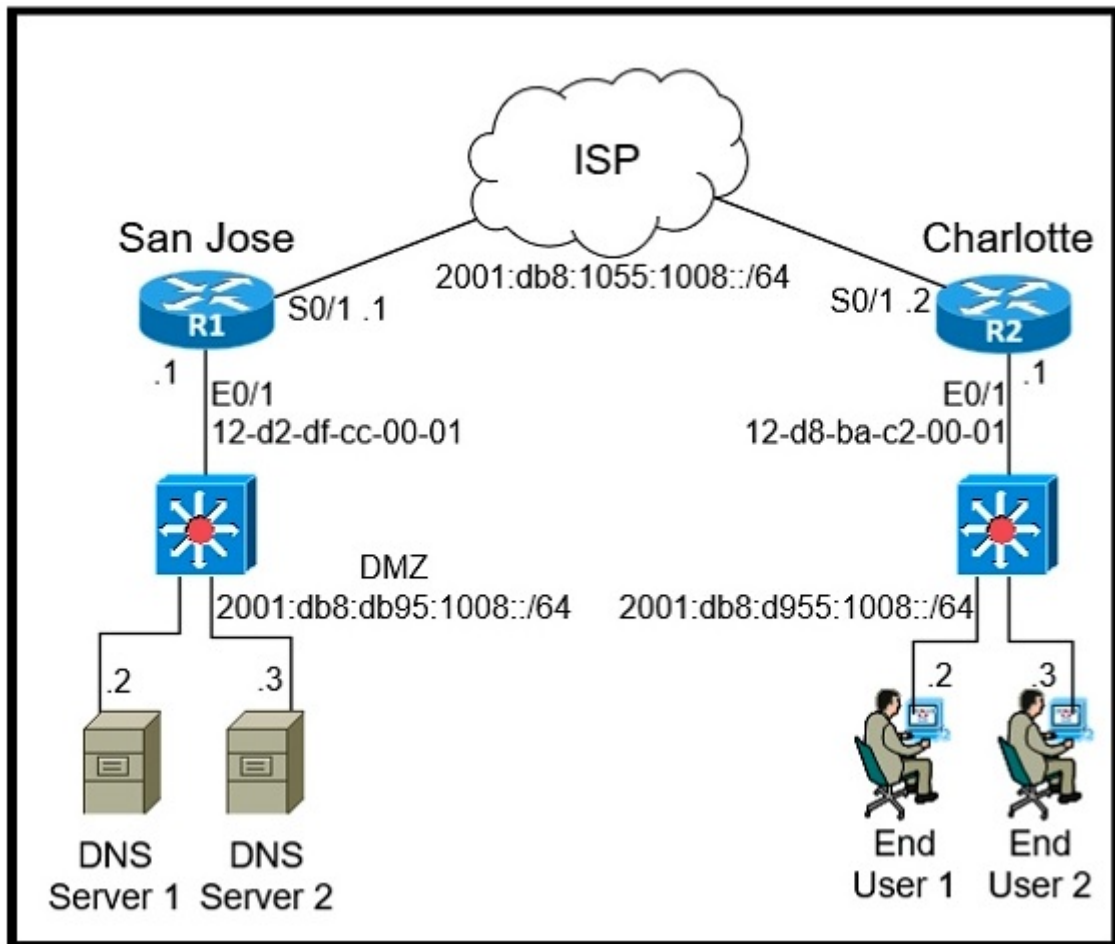 ISP
San Jose
Charlotte
2001:db8:1055:1008::/64
S0/1 .1
S0/1 .2
R1
R2
.1
.1
E0/1
E0/1
12-d2-df-cc-00-01
12-d8-ba-c2-00-01
DMZ
2001:db8:db95:1008::/64
2001:db8:d955:1008::/64
.2
.3
.2
.3
DNS
Server 1
DNS
Server 2
End
User 1
End
User 2